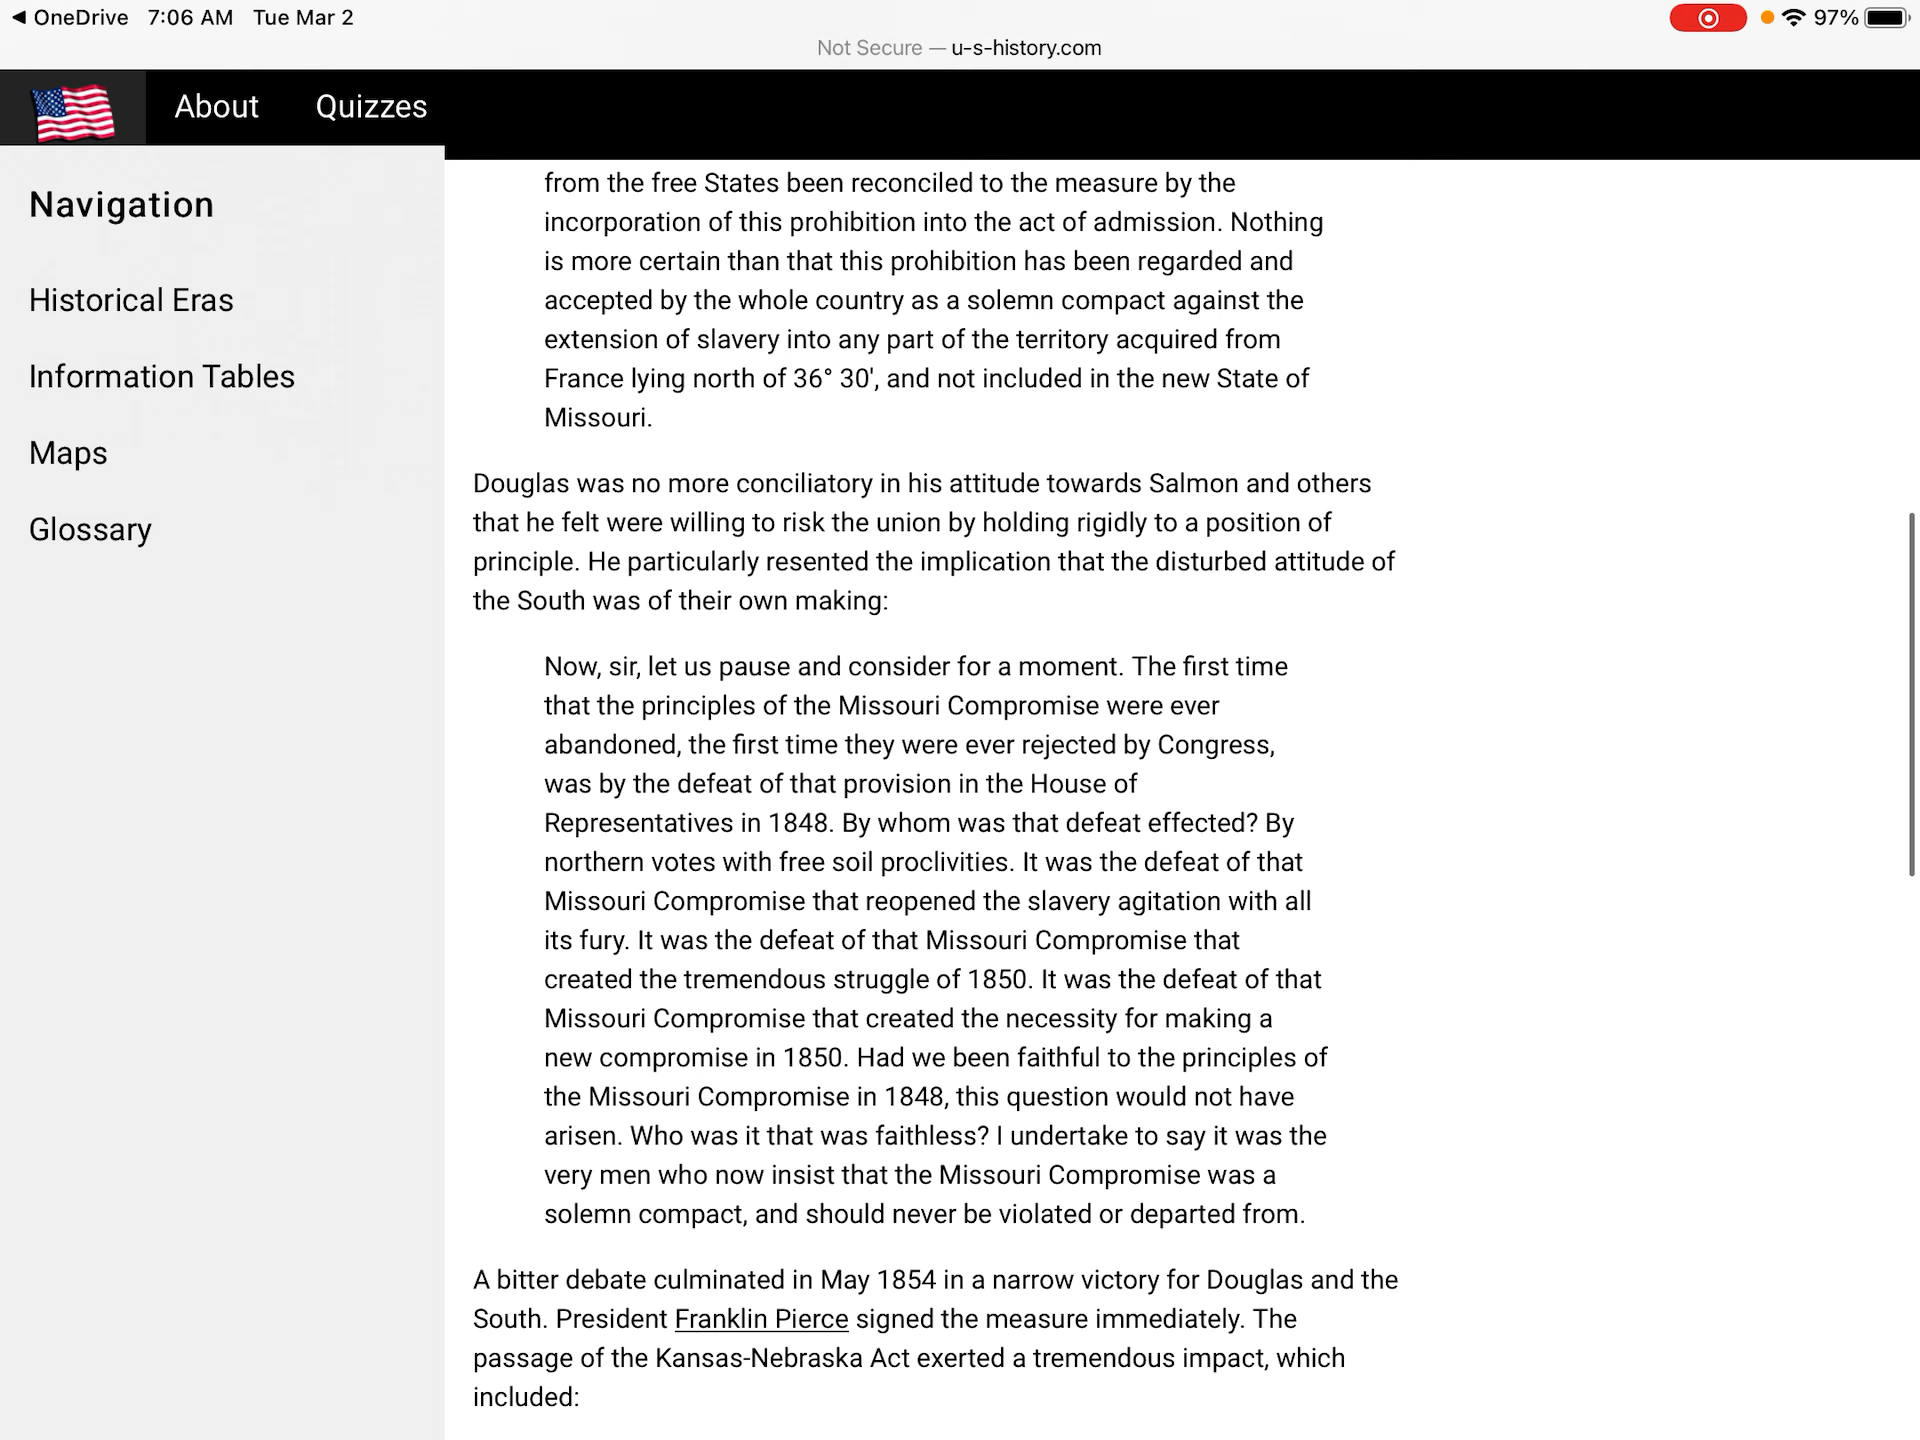 OneDrive 7:06 AM Tue Mar 2
97%
Not Secure — u-s-history.com
About Quizzes
Navigation
Historical Eras
Information Tables
Maps
Glossary
from the free States been reconciled to the measure by the
incorporation of this prohibition into the act of admission. Nothing
is more certain than that this prohibition has been regarded and
accepted by the whole country as a solemn compact against the
extension of slavery into any part of the territory acquired from
France lying north of 36° 30', and not included in the new State of
Missouri.
Douglas was no more conciliatory in his attitude towards Salmon and others
that he felt were willing to risk the union by holding rigidly to a position of
principle. He particularly resented the implication that the disturbed attitude of
the South was of their own making:
Now, sir, let us pause and consider for a moment. The first time
that the principles of the Missouri Compromise were ever
abandoned, the first time they were ever rejected by Congress,
was by the defeat of that provision in the House of
Representatives in 1848. By whom was that defeat effected? By
northern votes with free soil proclivities. It was the defeat of that
Missouri Compromise that reopened the slavery agitation with all
its fury. It was the defeat of that Missouri Compromise that
created the tremendous struggle of 1850. It was the defeat of that
Missouri Compromise that created the necessity for making a
new compromise in 1850. Had we been faithful to the principles of
the Missouri Compromise in 1848, this question would not have
arisen. Who was it that was faithless? I undertake to say it was the
very men who now insist that the Missouri Compromise was a
solemn compact, and should never be violated or departed from.
A bitter debate culminated in May 1854 in a narrow victory for Douglas and the
South. President Franklin Pierce signed the measure immediately. The
passage of the Kansas-Nebraska Act exerted a tremendous impact, which
included: